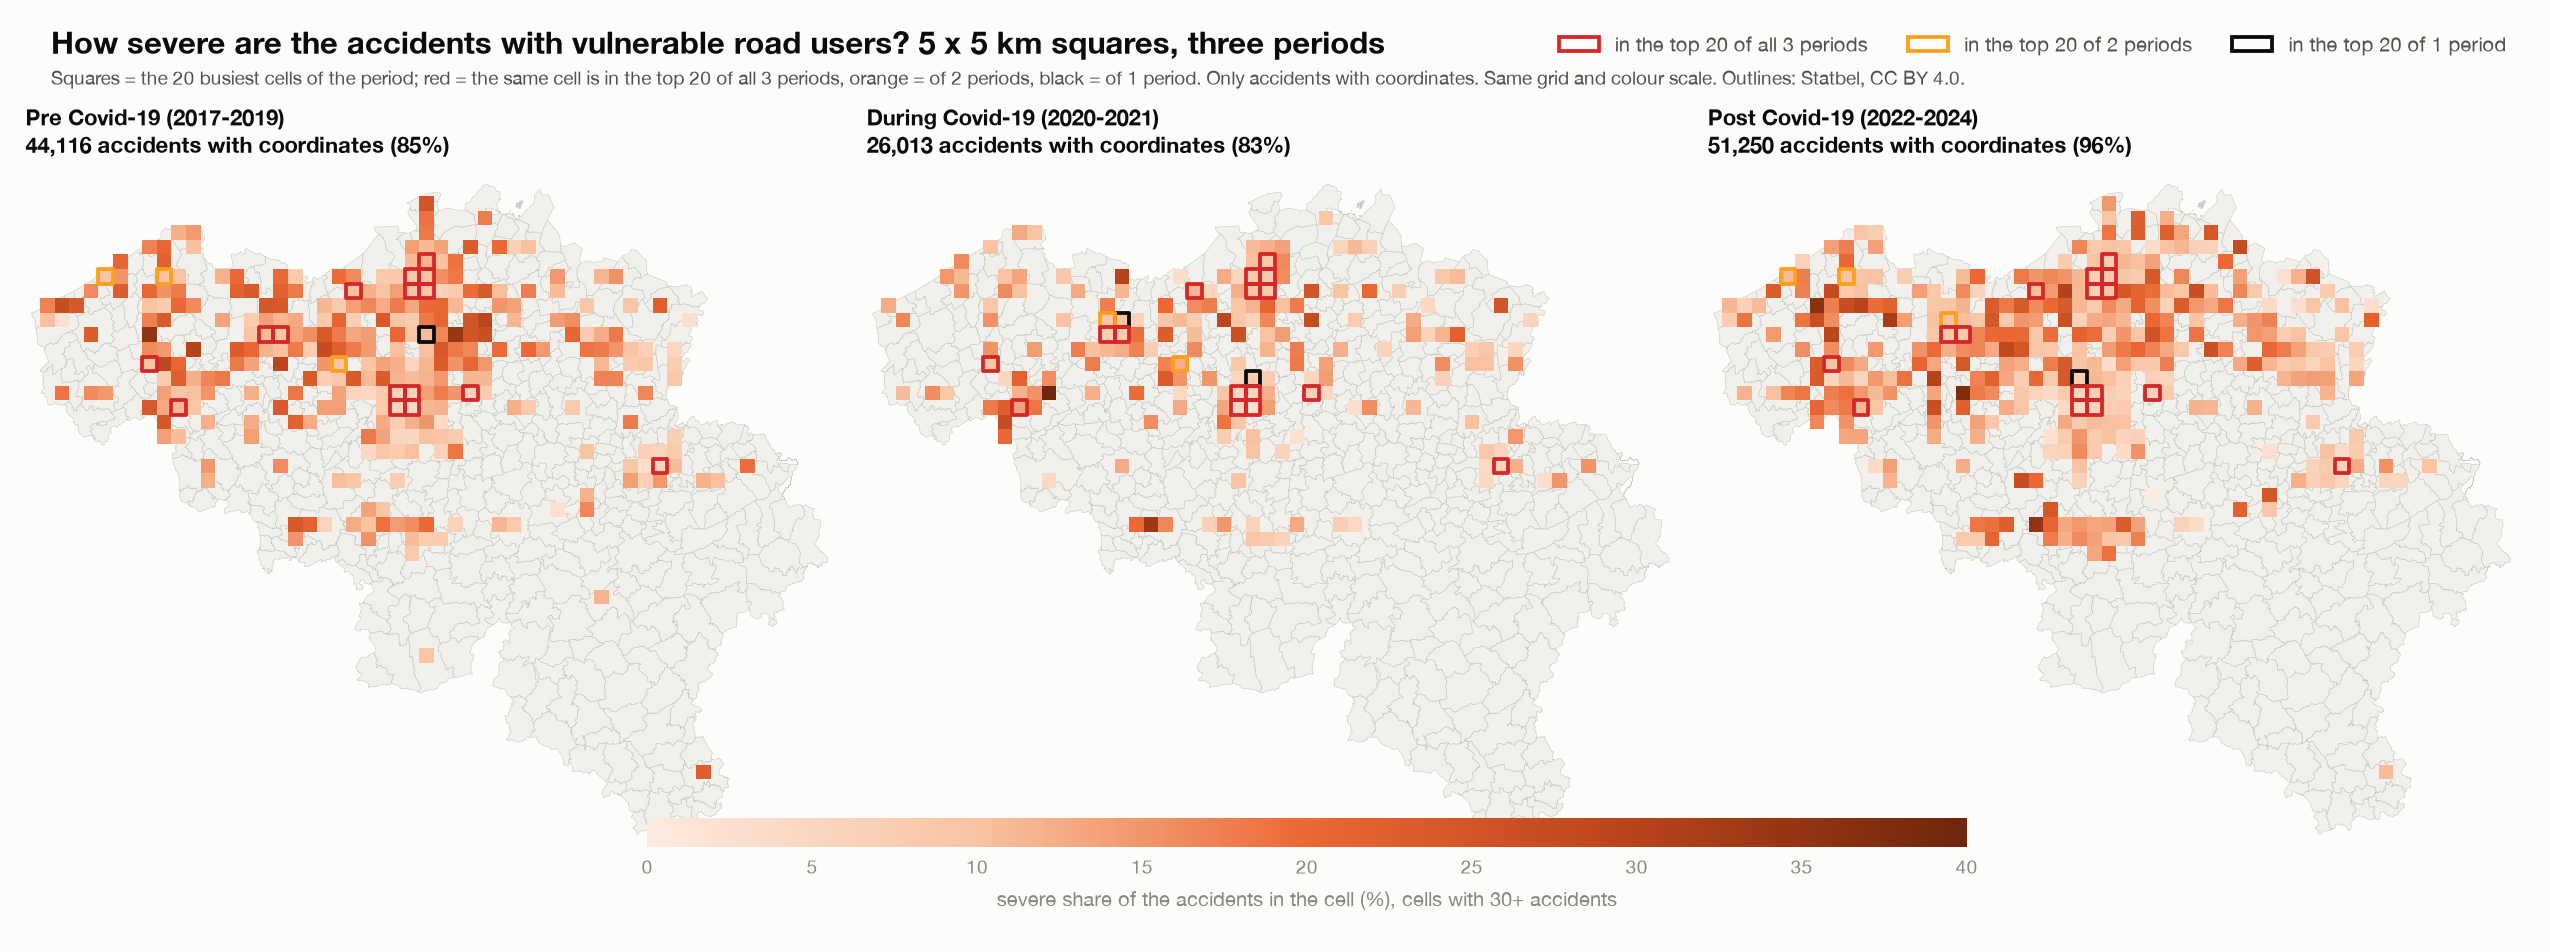 How severe are the accidents with vulnerable road users? 5 x 5 km squares, three periods
in the top 20 of all 3 periods
in the top 20 of 2 periods
in the top 20 of 1 period
Squares = the 20 busiest cells of the period; red = the same cell is in the top 20 of all 3 periods, orange = of 2 periods, black = of 1 period. Only accidents with coordinates. Same grid and colour scale. Outlines: Statbel, CC BY 4.0.
Pre Covid-19 (2017-2019)
44,116 accidents with coordinates (85%)
During Covid-19 (2020-2021)
26,013 accidents with coordinates (83%)
Post Covid-19 (2022-2024)
51,250 accidents with coordinates (96%)
0 5 10 15 20 25 30 35 40
severe share of the accidents in the cell (%), cells with 30+ accidents